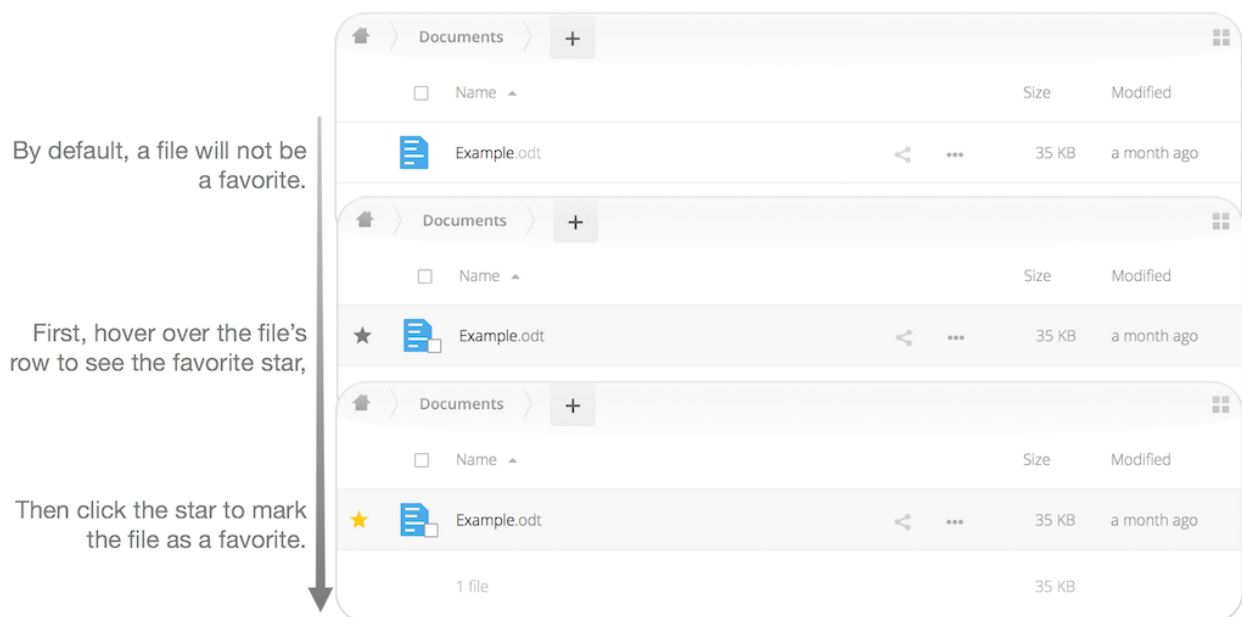 Documents +
Name Size Modified
By default, a file will not be
a favorite.
Example.odt 35 KB a month ago
Documents +
Name Size Modified
First, hover over the file’s
row to see the favorite star,
Example.odt 35 KB a month ago
Documents +
Name Size Modified
Then click the star to mark
the file as a favorite.
Example.odt 35 KB a month ago
1 file 35 KB